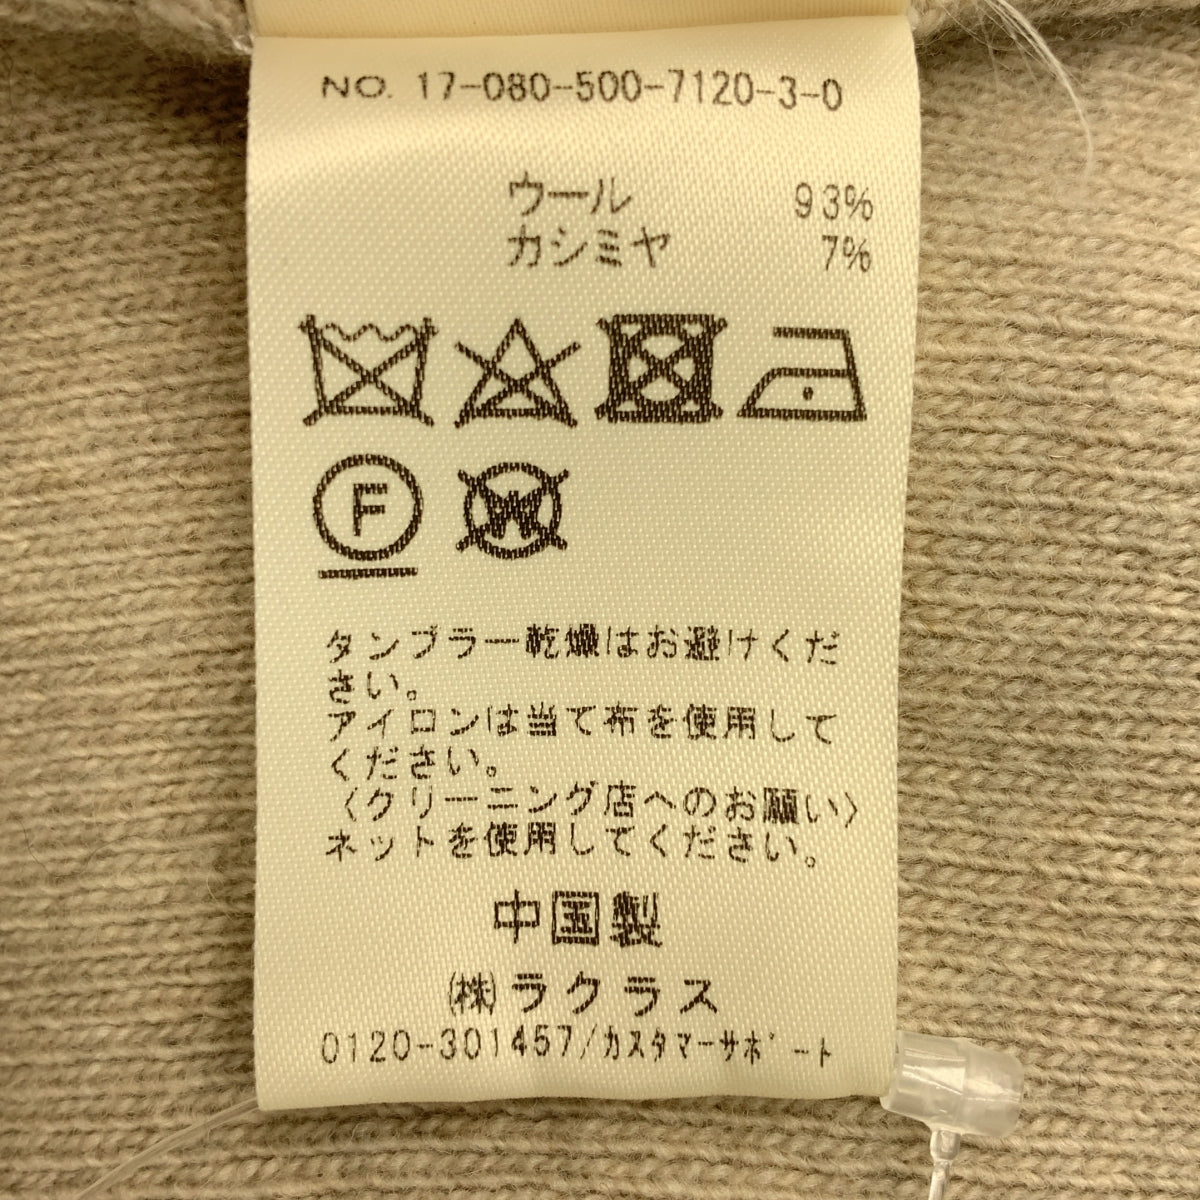 NO. 17-080-500-7120-3-0
ウール 93%
カシミヤ 7%
F
W
タンブラー乾燥はお避けくだ
さい。
アイロンは当て布を使用して
ください。
〈クリーニング店へのお願い〉
ネットを使用してください。
中国製
㈱ラクラス
0120-301457/ｶｽﾀﾏｰｻﾎﾟｰﾄ